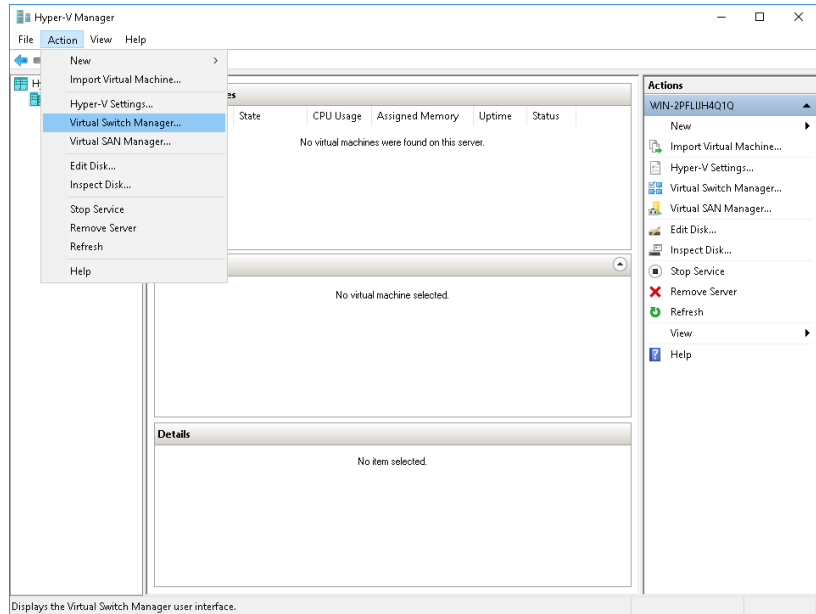 Hyper-V Manager
File Action View Help
New
Import Virtual Machine...
Hyper-V Settings...
Virtual Switch Manager...
Virtual SAN Manager...
Edit Disk...
Inspect Disk...
Stop Service
Remove Server
Refresh
Help
State CPU Usage Assigned Memory Uptime Status
No virtual machines were found on this server.
No virtual machine selected.
Details
No item selected.
Actions
WIN-2PFLIJH4Q1Q
New
Import Virtual Machine...
Hyper-V Settings...
Virtual Switch Manager...
Virtual SAN Manager...
Edit Disk...
Inspect Disk...
Stop Service
Remove Server
Refresh
View
Help
Displays the Virtual Switch Manager user interface.